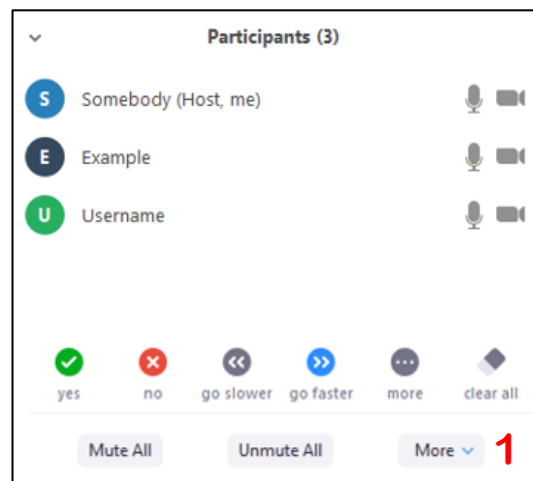 Participants (3)
S Somebody (Host, me)
E Example
U Username
yes no go slower go faster more clear all
Mute All Unmute All More 1